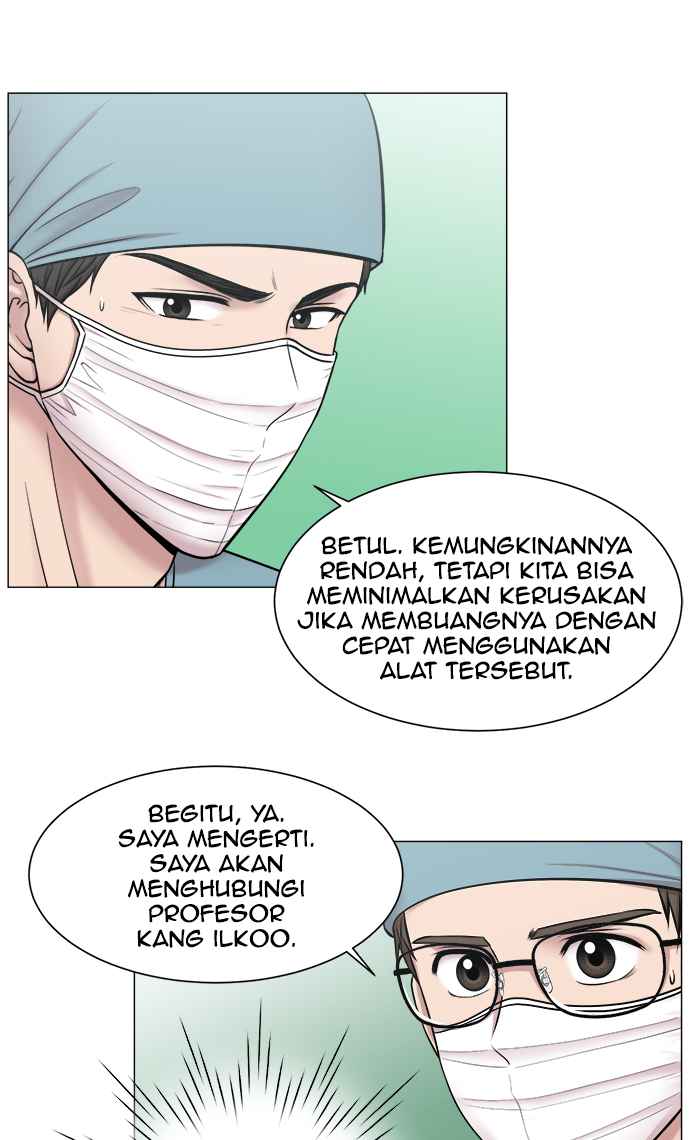 BETUL. KEMUNGKINANNYA
RENDAH, TETAPI KITA BISA
MEMINIMALKAN KERUSAKAN
JIKA MEMBUANGNYA DENGAN
CEPAT MENGGUNAKAN
ALAT TERSEBUT.
BEGITU, YA.
SAYA MENGERTI.
SAYA AKAN
MENGHUBUNGI
PROFESOR
KANG ILKOO.